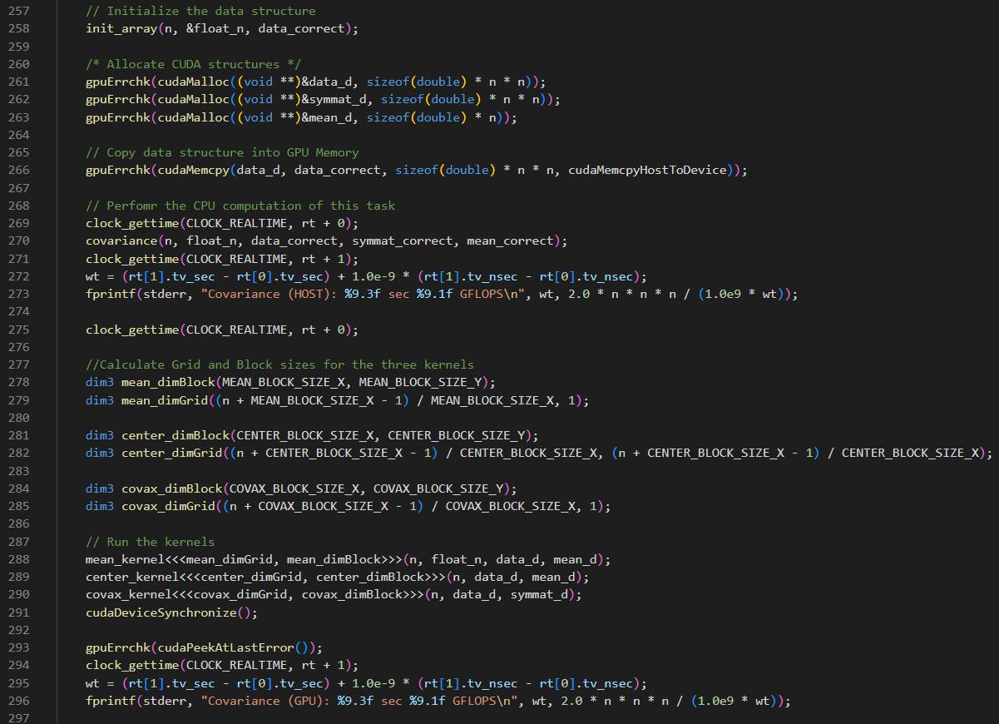 257 // Initialize the data structure
258 init_array(n, &float_n, data_correct);
259
260 /* Allocate CUDA structures */
261 gpuErrchk(cudaMalloc((void **)&data_d, sizeof(double) * n * n));
262 gpuErrchk(cudaMalloc((void **)&symmat_d, sizeof(double) * n * n));
263 gpuErrchk(cudaMalloc((void **)&mean_d, sizeof(double) * n));
264
265 // Copy data structure into GPU Memory
266 gpuErrchk(cudaMemcpy(data_d, data_correct, sizeof(double) * n * n, cudaMemcpyHostToDevice));
267
268 // Perfomr the CPU computation of this task
269 clock_gettime(CLOCK_REALTIME, rt + 0);
270 covariance(n, float_n, data_correct, symmat_correct, mean_correct);
271 clock_gettime(CLOCK_REALTIME, rt + 1);
272 wt = (rt[1].tv_sec - rt[0].tv_sec) + 1.0e-9 * (rt[1].tv_nsec - rt[0].tv_nsec);
273 fprintf(stderr, "Covariance (HOST): %9.3f sec %9.1f GFLOPS\n", wt, 2.0 * n * n * n / (1.0e9 * wt));
274
275 clock_gettime(CLOCK_REALTIME, rt + 0);
276
277 //Calculate Grid and Block sizes for the three kernels
278 dim3 mean_dimBlock(MEAN_BLOCK_SIZE_X, MEAN_BLOCK_SIZE_Y);
279 dim3 mean_dimGrid((n + MEAN_BLOCK_SIZE_X - 1) / MEAN_BLOCK_SIZE_X, 1);
280
281 dim3 center_dimBlock(CENTER_BLOCK_SIZE_X, CENTER_BLOCK_SIZE_Y);
282 dim3 center_dimGrid((n + CENTER_BLOCK_SIZE_X - 1) / CENTER_BLOCK_SIZE_X, (n + CENTER_BLOCK_SIZE_X - 1) / CENTER_BLOCK_SIZE_X);
283
284 dim3 covax_dimBlock(COVAX_BLOCK_SIZE_X, COVAX_BLOCK_SIZE_Y);
285 dim3 covax_dimGrid((n + COVAX_BLOCK_SIZE_X - 1) / COVAX_BLOCK_SIZE_X, 1);
286
287 // Run the kernels
288 mean_kernel<<<mean_dimGrid, mean_dimBlock>>>(n, float_n, data_d, mean_d);
289 center_kernel<<<center_dimGrid, center_dimBlock>>>(n, data_d, mean_d);
290 covax_kernel<<<covax_dimGrid, covax_dimBlock>>>(n, data_d, symmat_d);
291 cudaDeviceSynchronize();
292
293 gpuErrchk(cudaPeekAtLastError());
294 clock_gettime(CLOCK_REALTIME, rt + 1);
295 wt = (rt[1].tv_sec - rt[0].tv_sec) + 1.0e-9 * (rt[1].tv_nsec - rt[0].tv_nsec);
296 fprintf(stderr, "Covariance (GPU): %9.3f sec %9.1f GFLOPS\n", wt, 2.0 * n * n * n / (1.0e9 * wt));
297